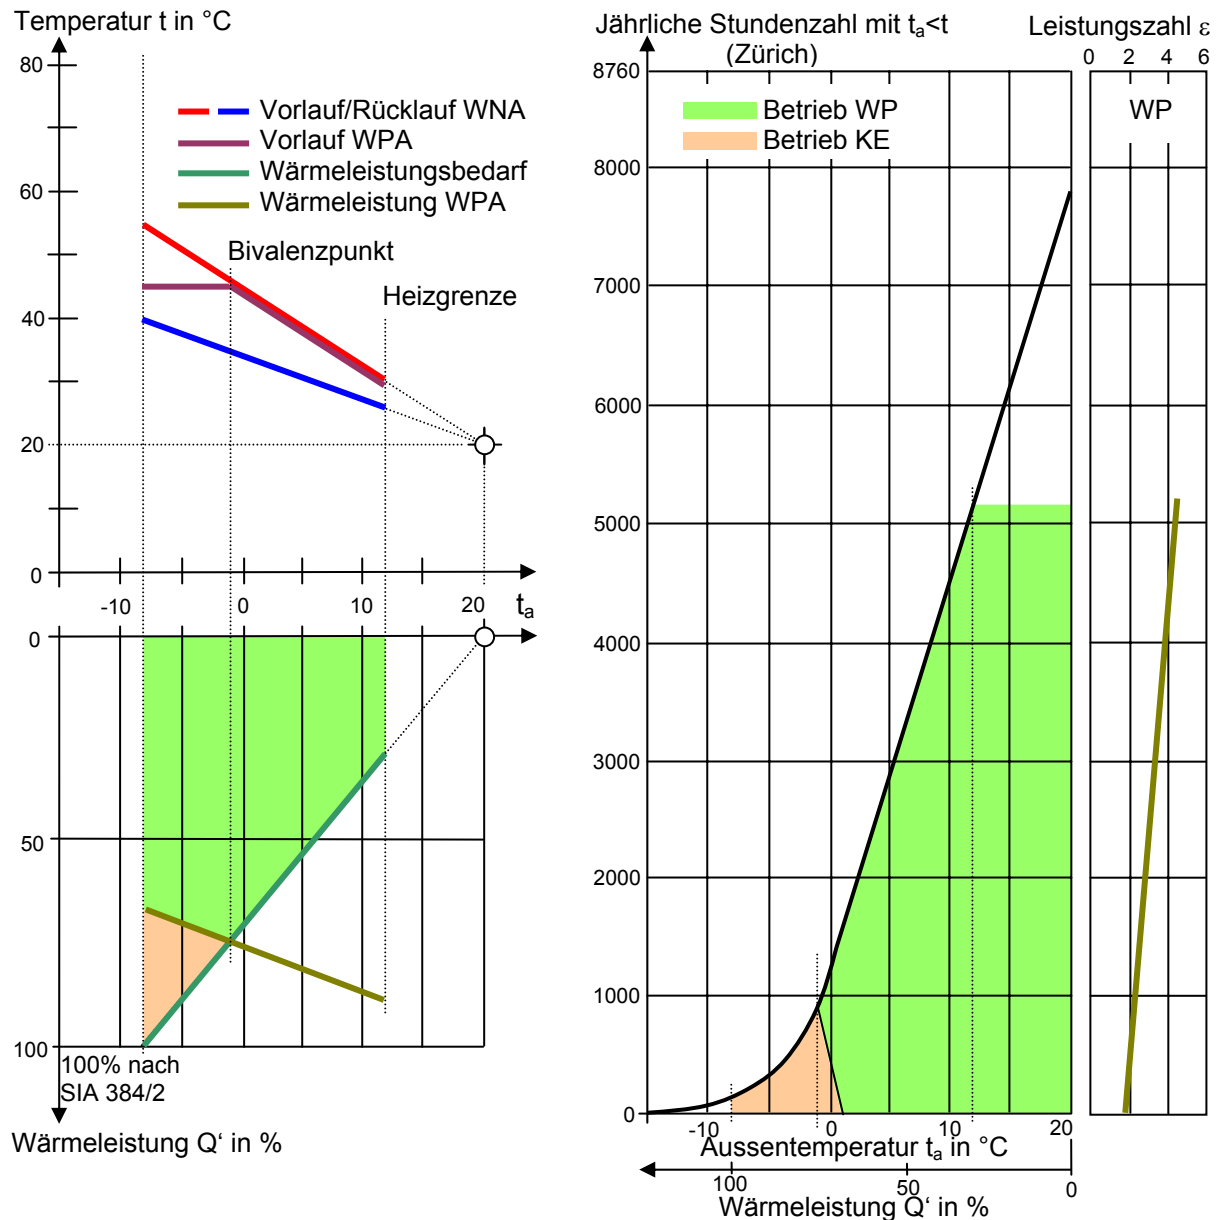 Temperatur t in °C
80
60
40
20
0
Vorlauf/Rücklauf WNA
Vorlauf WPA
Wärmeleistungsbedarf
Wärmeleistung WPA
Bivalenzpunkt
Heizgrenze
-10
0
10
20
ta
0
50
100
100% nach
SIA 384/2
Wärmeleistung Q‘ in %
Jährliche Stundenzahl mit ta<t
(Zürich)
8760
8000
7000
6000
5000
4000
3000
2000
1000
0
Betrieb WP
Betrieb KE
-10
0
10
20
Aussentemperatur ta in °C
100
50
0
Wärmeleistung Q‘ in %
Leistungszahl ε
0 2 4 6
WP